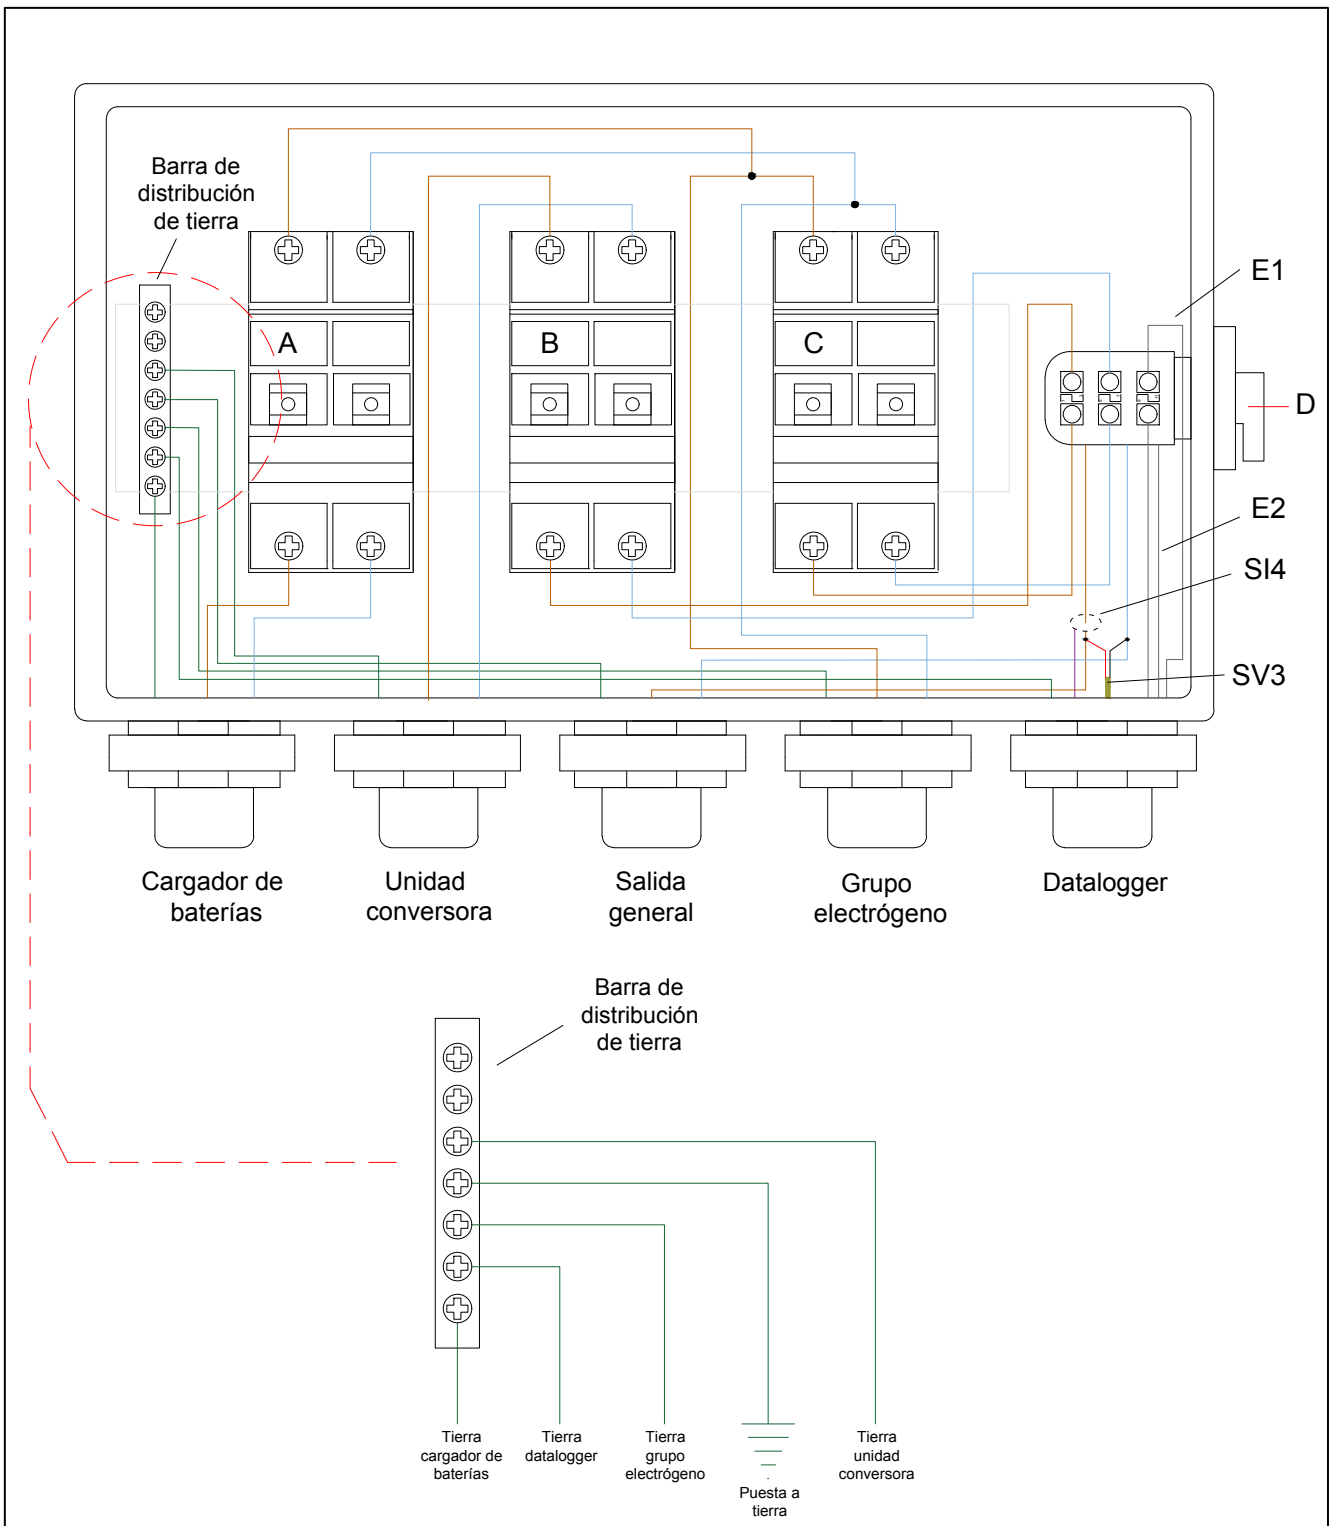 Barra de
distribución
de tierra
A
B
C
E1
D
E2
SI4
SV3
Cargador de
baterías
Unidad
conversora
Salida
general
Grupo
electrógeno
Datalogger
Barra de
distribución
de tierra
Tierra
cargador de
baterías
Tierra
datalogger
Tierra
grupo
electrógeno
Puesta a
tierra
Tierra
unidad
conversora